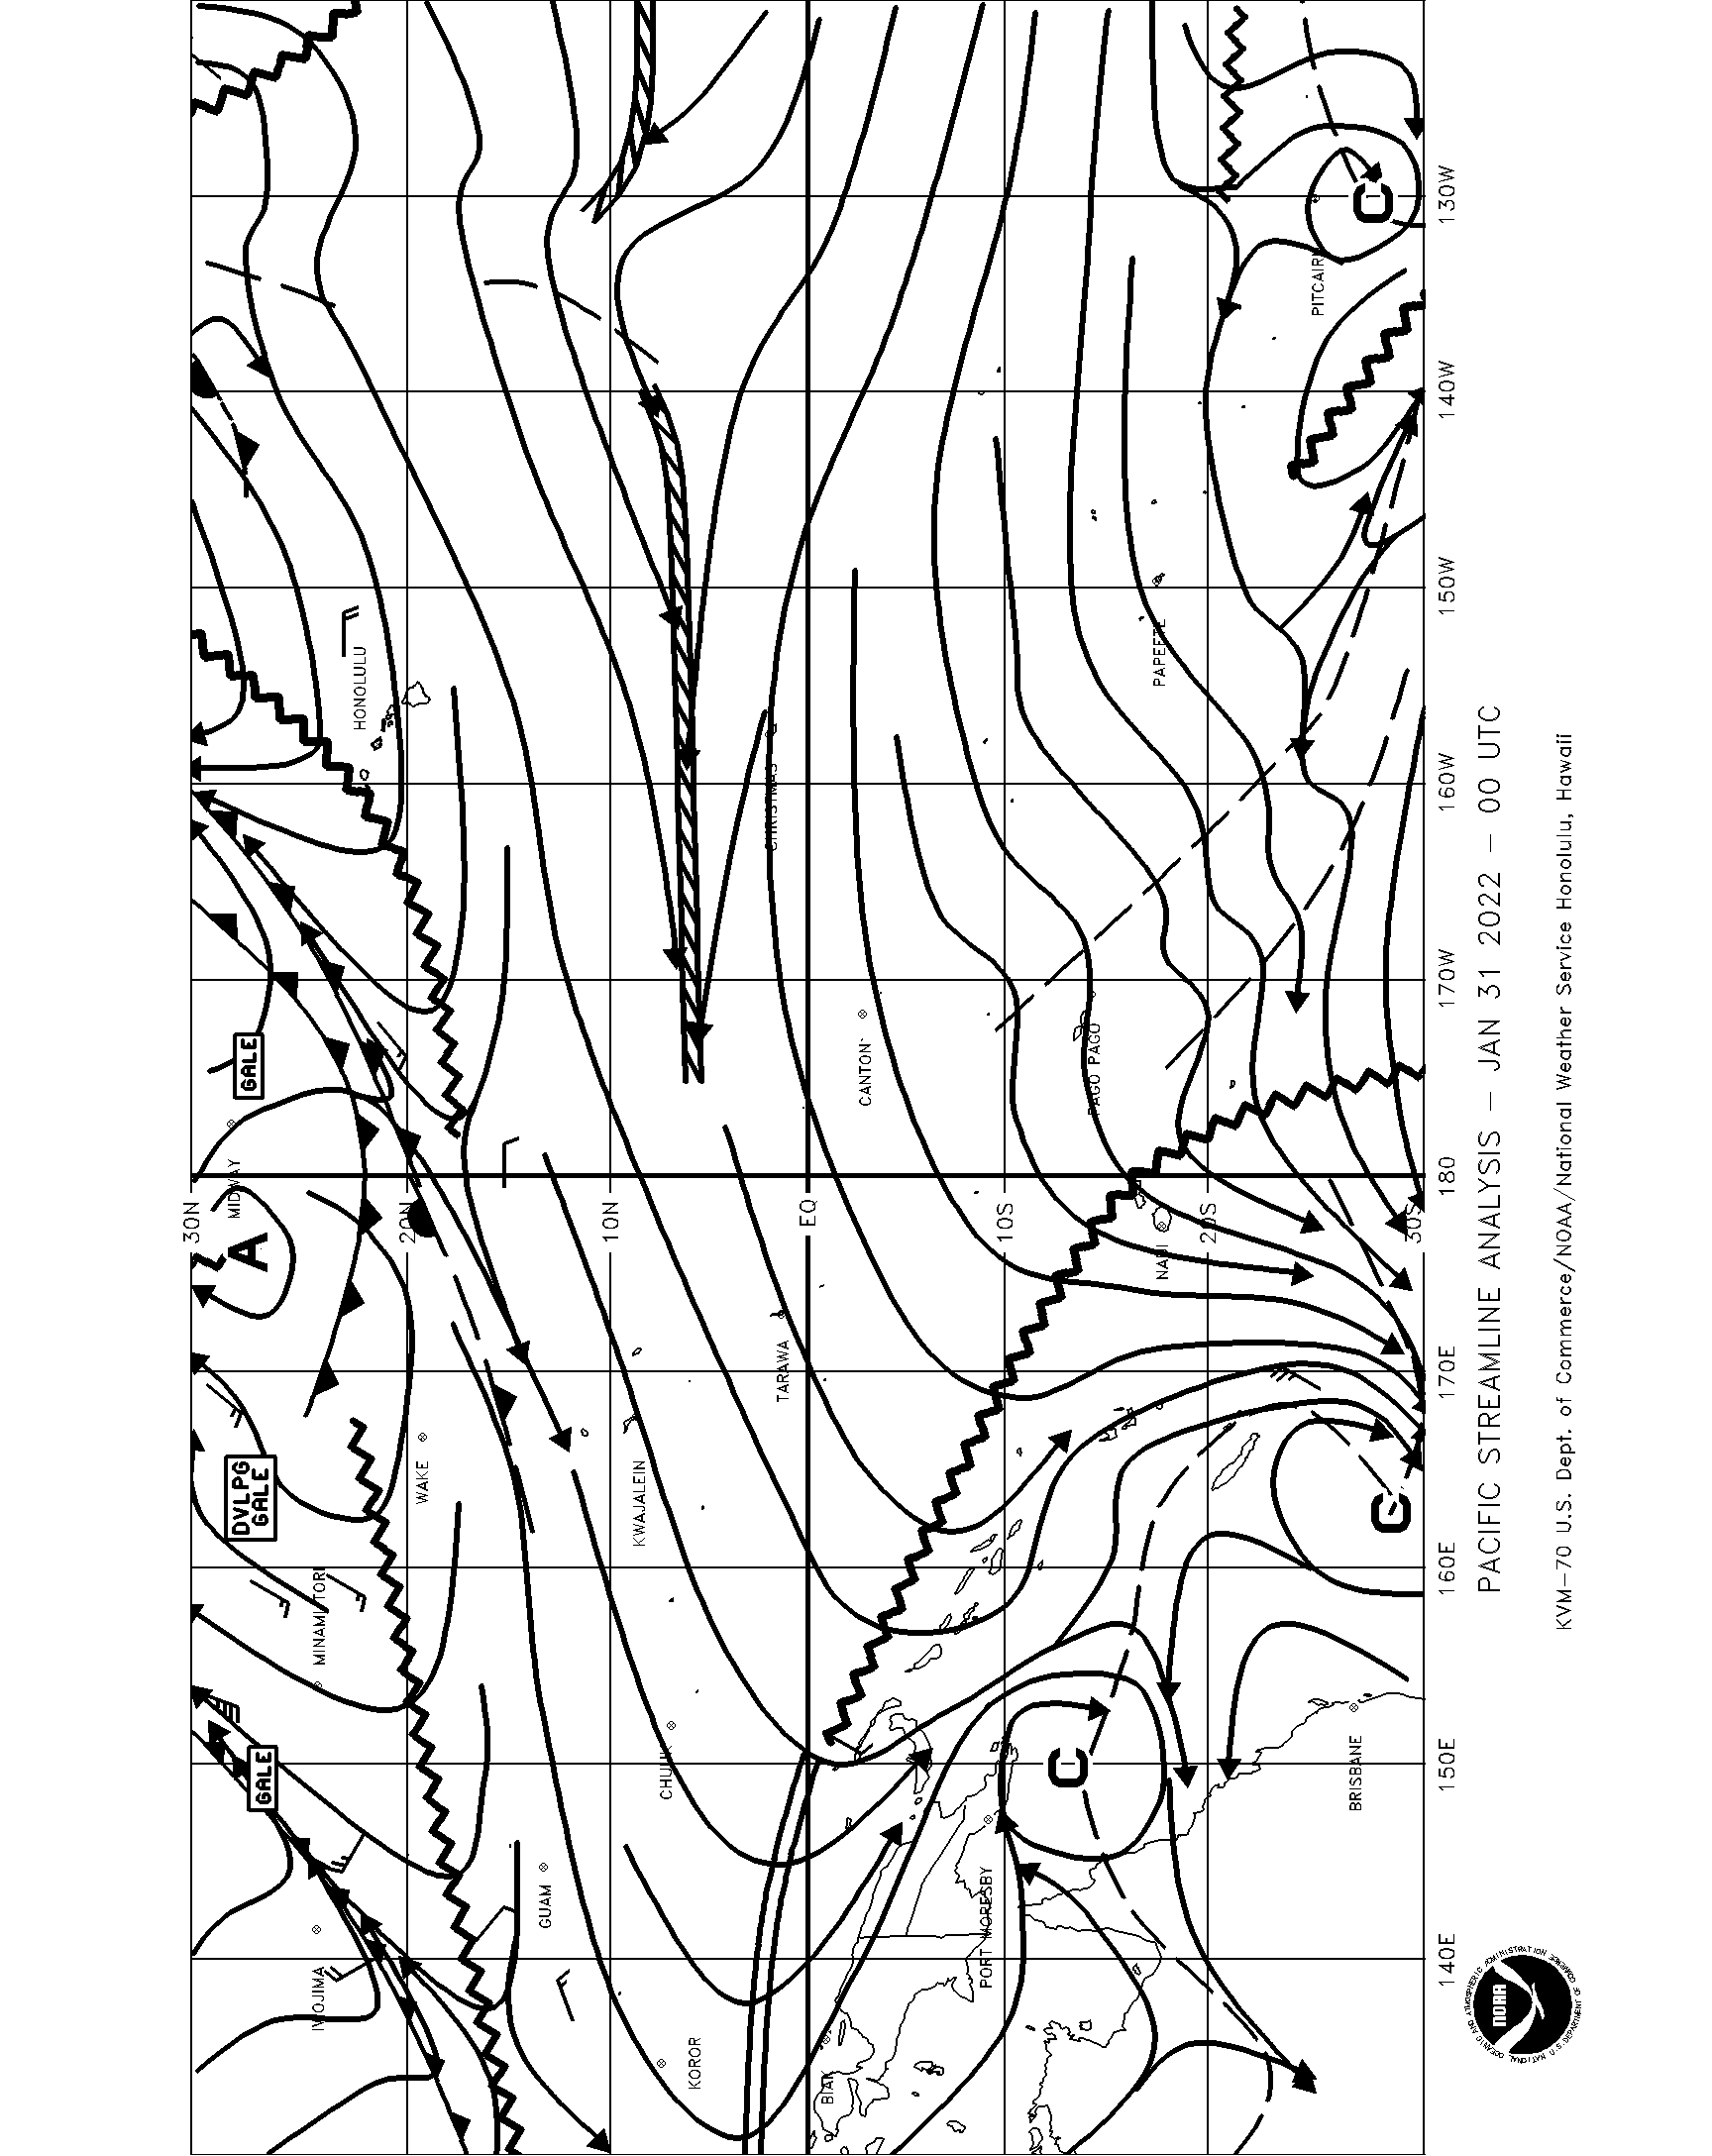 30N
20N
10N
EQ
10S
20S
30S
140E
150E
160E
170E
180
170W
160W
150W
140W
130W
GALE
DVLPG
GALE
GALE
A
C
C
C
IWOJIMA
MINAMITORI
MIDWAY
HONOLULU
WAKE
GUAM
KOROR
CHUUK
KWAJALEIN
TARAWA
CHRISTMAS
CANTON
BIAK
PORT MORESBY
PAGO PAGO
NADI
PAPEETE
PITCAIRN
BRISBANE
PACIFIC STREAMLINE ANALYSIS – JAN 31 2022 – 00 UTC
KVM–70 U.S. Dept. of Commerce/NOAA/National Weather Service Honolulu, Hawaii
NATIONAL OCEANIC AND ATMOSPHERIC ADMINISTRATION
U.S. DEPARTMENT OF COMMERCE
NOAA